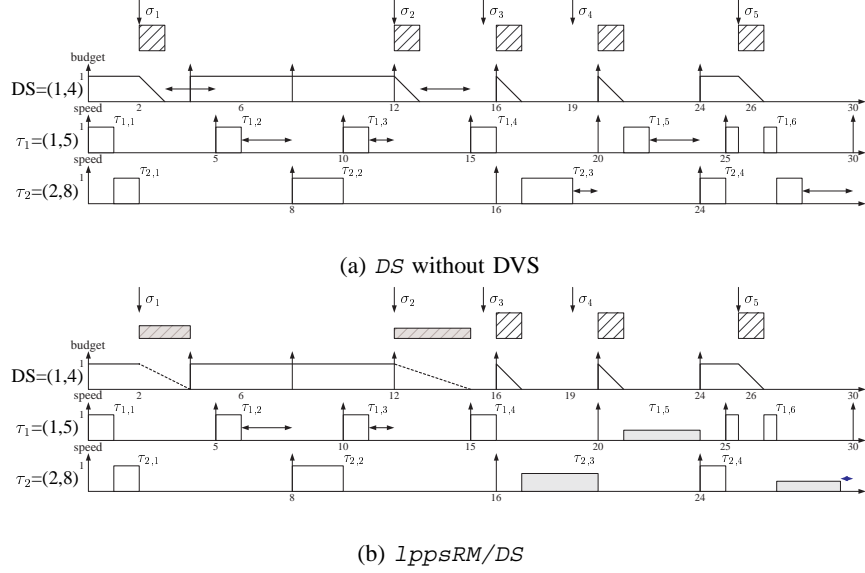 σ1 σ2 σ3 σ4 σ5
budget
1
DS=(1,4)
2 6 12 19 24 26 30
speed
1
τ1=(1,5)
τ1,1 τ1,2 τ1,3 τ1,4 τ1,5 τ1,6
5 10 15 20 25 30
speed
1
τ2=(2,8)
τ2,1 τ2,2 τ2,3 τ2,4
8 16 24
(a) DS without DVS
σ1 σ2 σ3 σ4 σ5
budget
1
DS=(1,4)
2 6 12 16 19 24 26 30
speed
1
τ1=(1,5)
τ1,1 τ1,2 τ1,3 τ1,4 τ1,5 τ1,6
5 10 15 20 25 30
speed
1
τ2=(2,8)
τ2,1 τ2,2 τ2,3 τ2,4
8 16 24
(b) lppsRM/DS